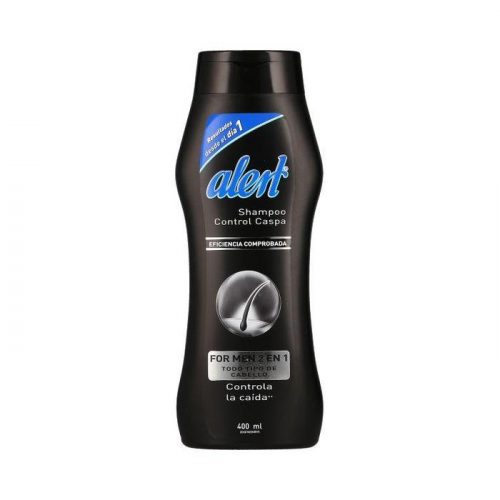 Resultados
desde el día 1
alert
Shampoo
Control Caspa
EFICIENCIA COMPROBADA
FOR MEN 2 EN 1
TODO TIPO DE
CABELLO
Controla
la caída**
400 ml